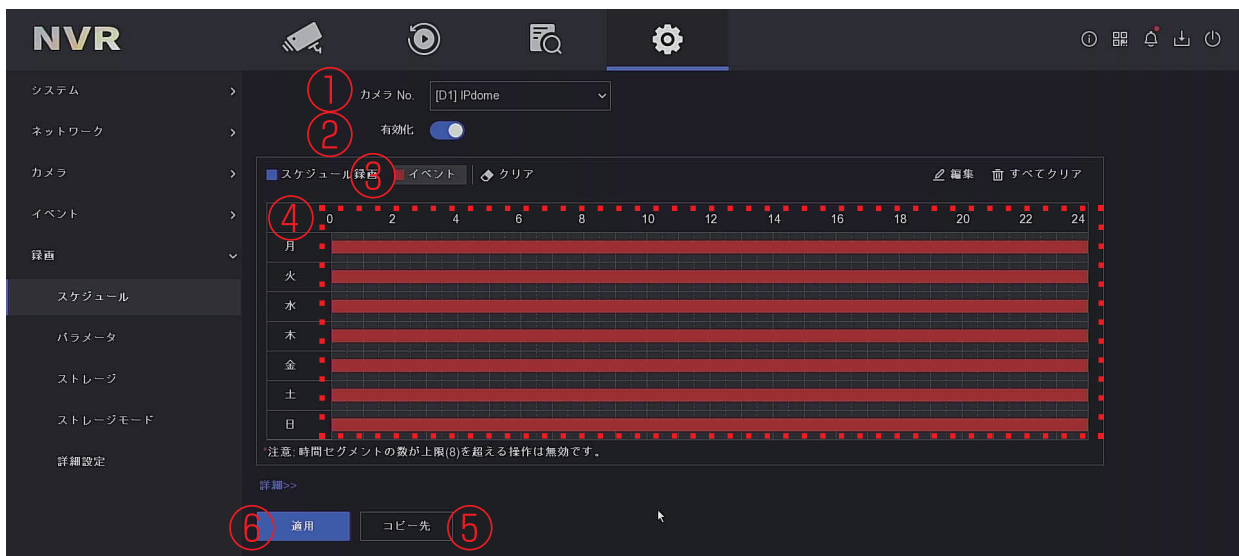 NVR
システム
ネットワーク
カメラ
イベント
録画
スケジュール
パラメータ
ストレージ
ストレージモード
詳細設定
① カメラ No. [D1] IPdome
② 有効化
スケジュール録画 ③ イベント クリア 編集 すべてクリア
④ 0 2 4 6 8 10 12 14 16 18 20 22 24
月
火
水
木
金
土
日
*注意: 時間セグメントの数が上限(8)を超える操作は無効です。
詳細>>
⑥ 適用 コピー先 ⑤